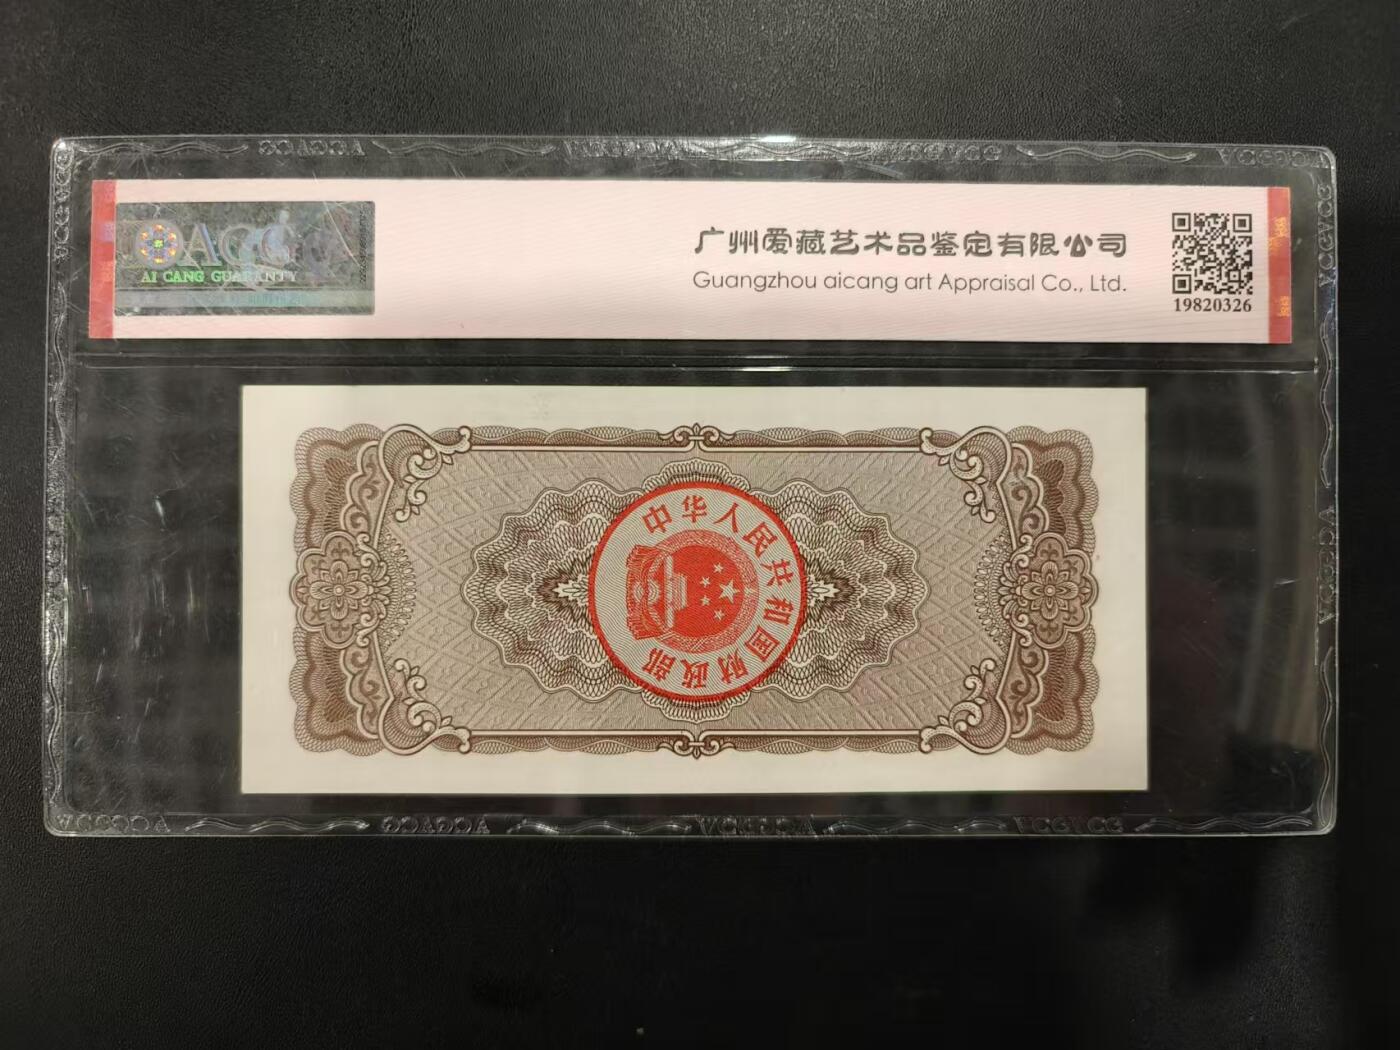 ACG
AI CANG GUARANTY
广州爱藏艺术品鉴定有限公司
Guangzhou aicang art Appraisal Co., Ltd.
19820326
中华人民共和国财政部